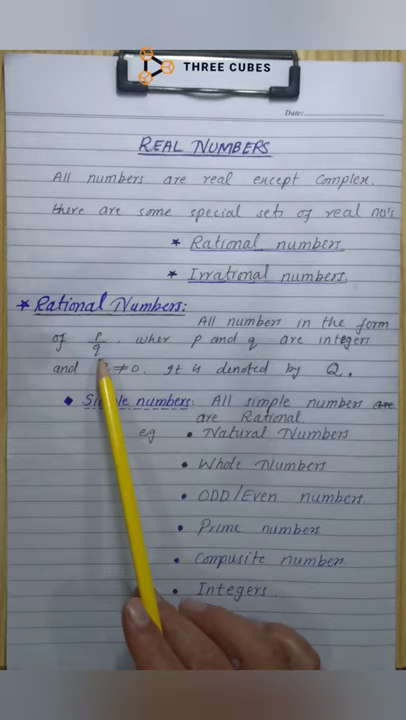 THREE CUBES
Date:
REAL NUMBERS
All numbers are real except Complex.
there are some special sets of real no's
* Rational numbers
* Irrational numbers.
* Rational Numbers:
All number in the form
of p/q. wher p and q are integers
and ≠0. It is denoted by Q.
• Simple numbers: All simple numbers are
are Rational.
eg • Natural Numbers
• Whole Numbers
• ODD/Even numbers
• Prime numbers
• Composite number
• Integers.